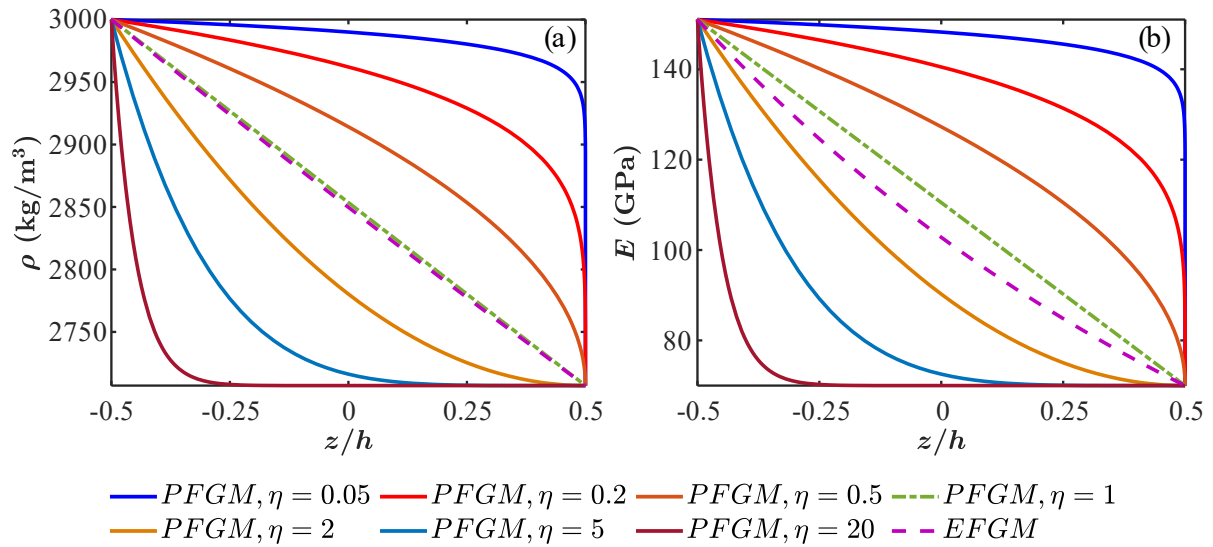 (a)
3000
2950
2900
2850
2800
2750
ρ (kg/m³)
-0.5 -0.25 0 0.25 0.5
z/h
(b)
140
120
100
80
E (GPa)
-0.5 -0.25 0 0.25 0.5
z/h
PFGM, η = 0.05 PFGM, η = 0.2 PFGM, η = 0.5 PFGM, η = 1
PFGM, η = 2 PFGM, η = 5 PFGM, η = 20 EFGM